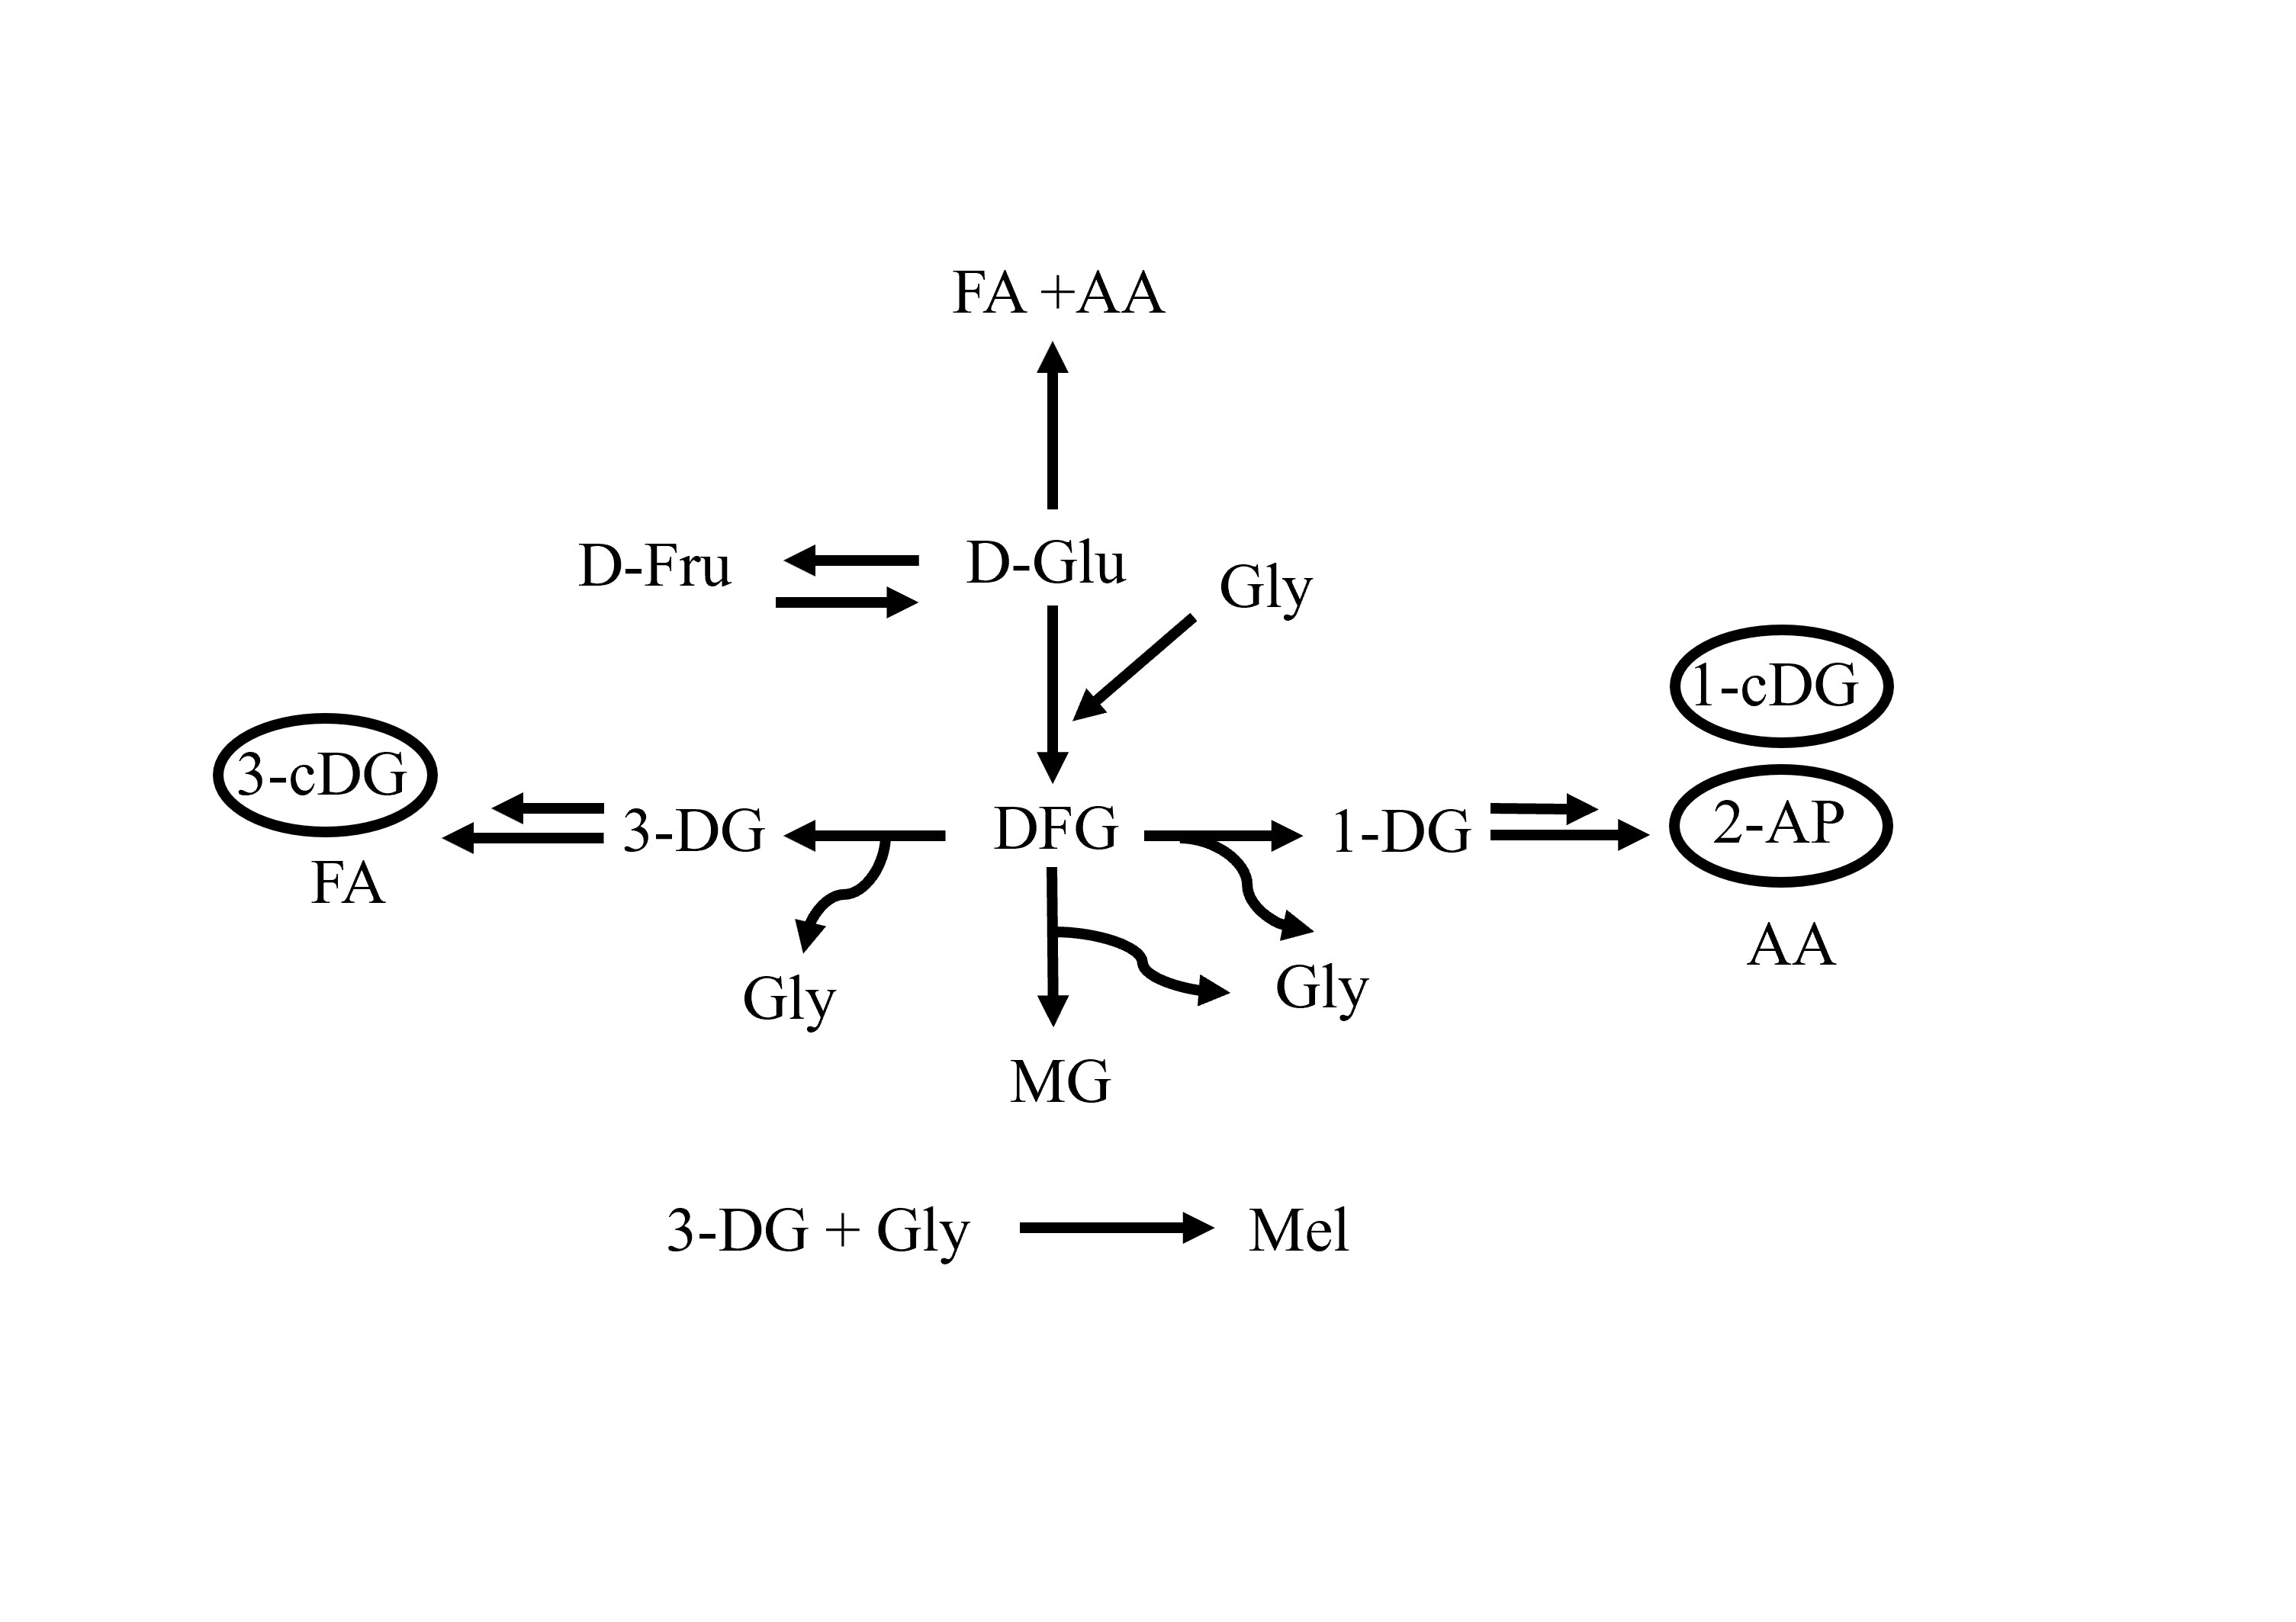 FA +AA
D-Fru
D-Glu
Gly
1-cDG
3-cDG
3-DG
DFG
1-DG
2-AP
FA
AA
Gly
Gly
MG
3-DG + Gly
Mel